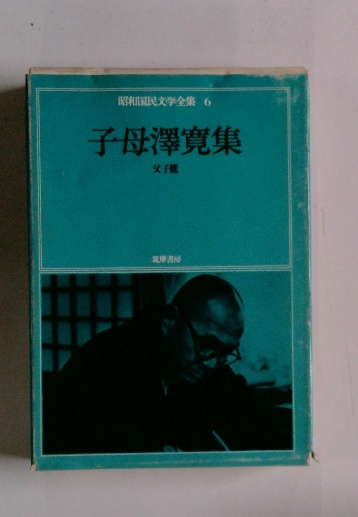 昭和国民文学全集 6
子母澤寛集
父子鷹
筑摩書房